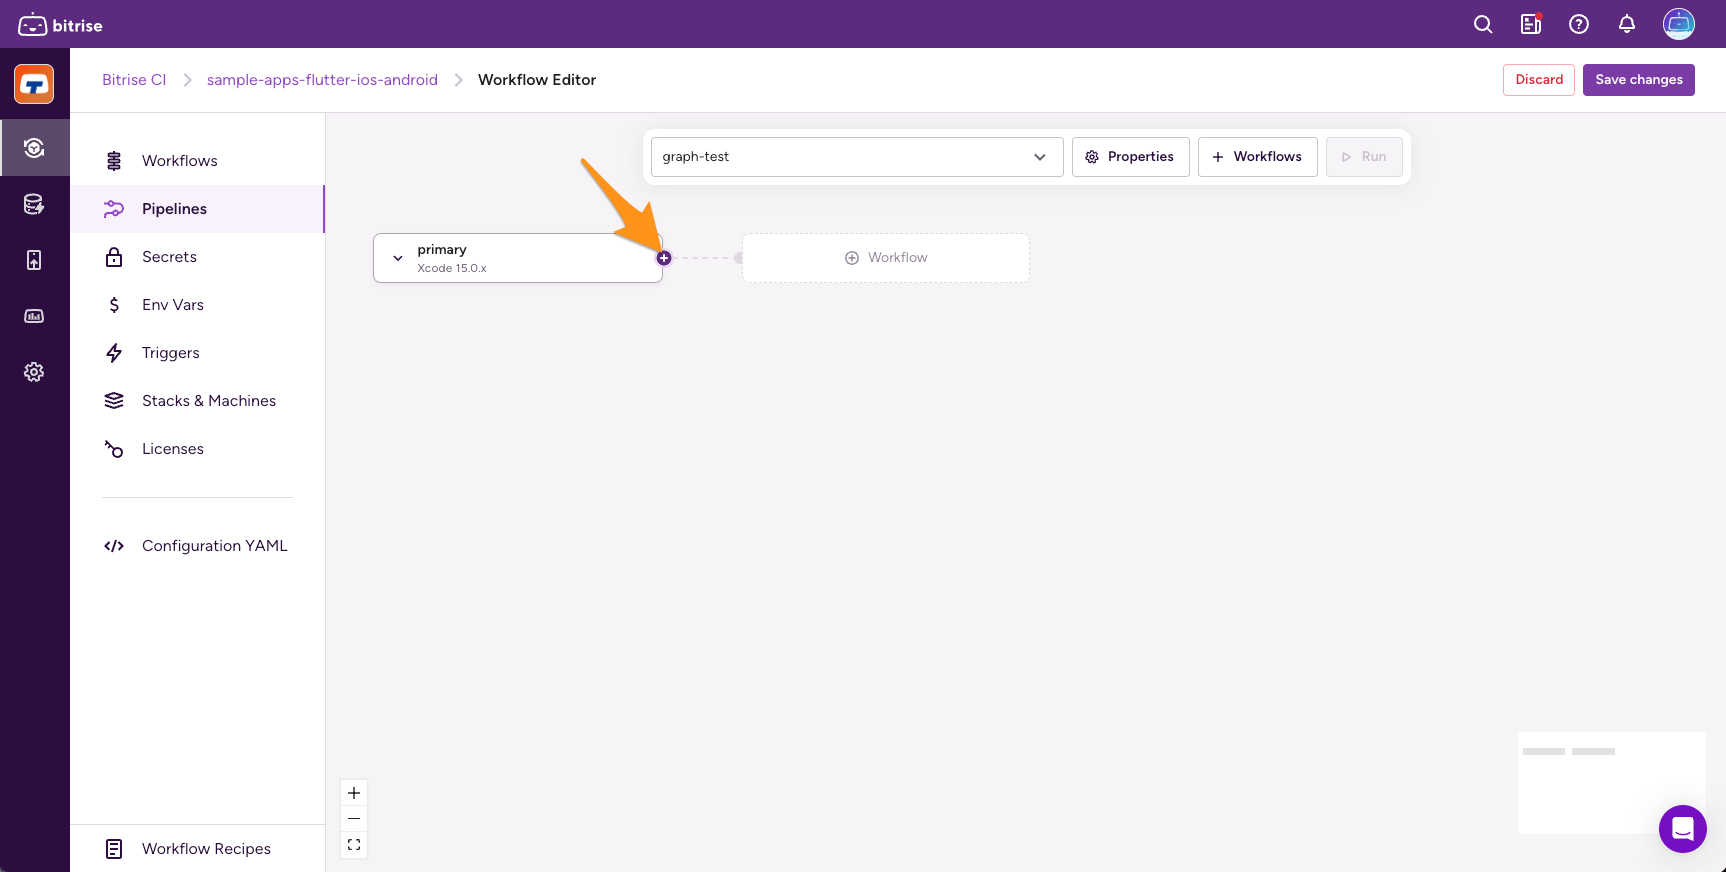 bitrise
Bitrise CI
sample-apps-flutter-ios-android
Workflow Editor
Discard
Save changes
Workflows
Pipelines
Secrets
Env Vars
Triggers
Stacks & Machines
Licenses
Configuration YAML
Workflow Recipes
graph-test
Properties
Workflows
Run
primary
Xcode 15.0.x
Workflow